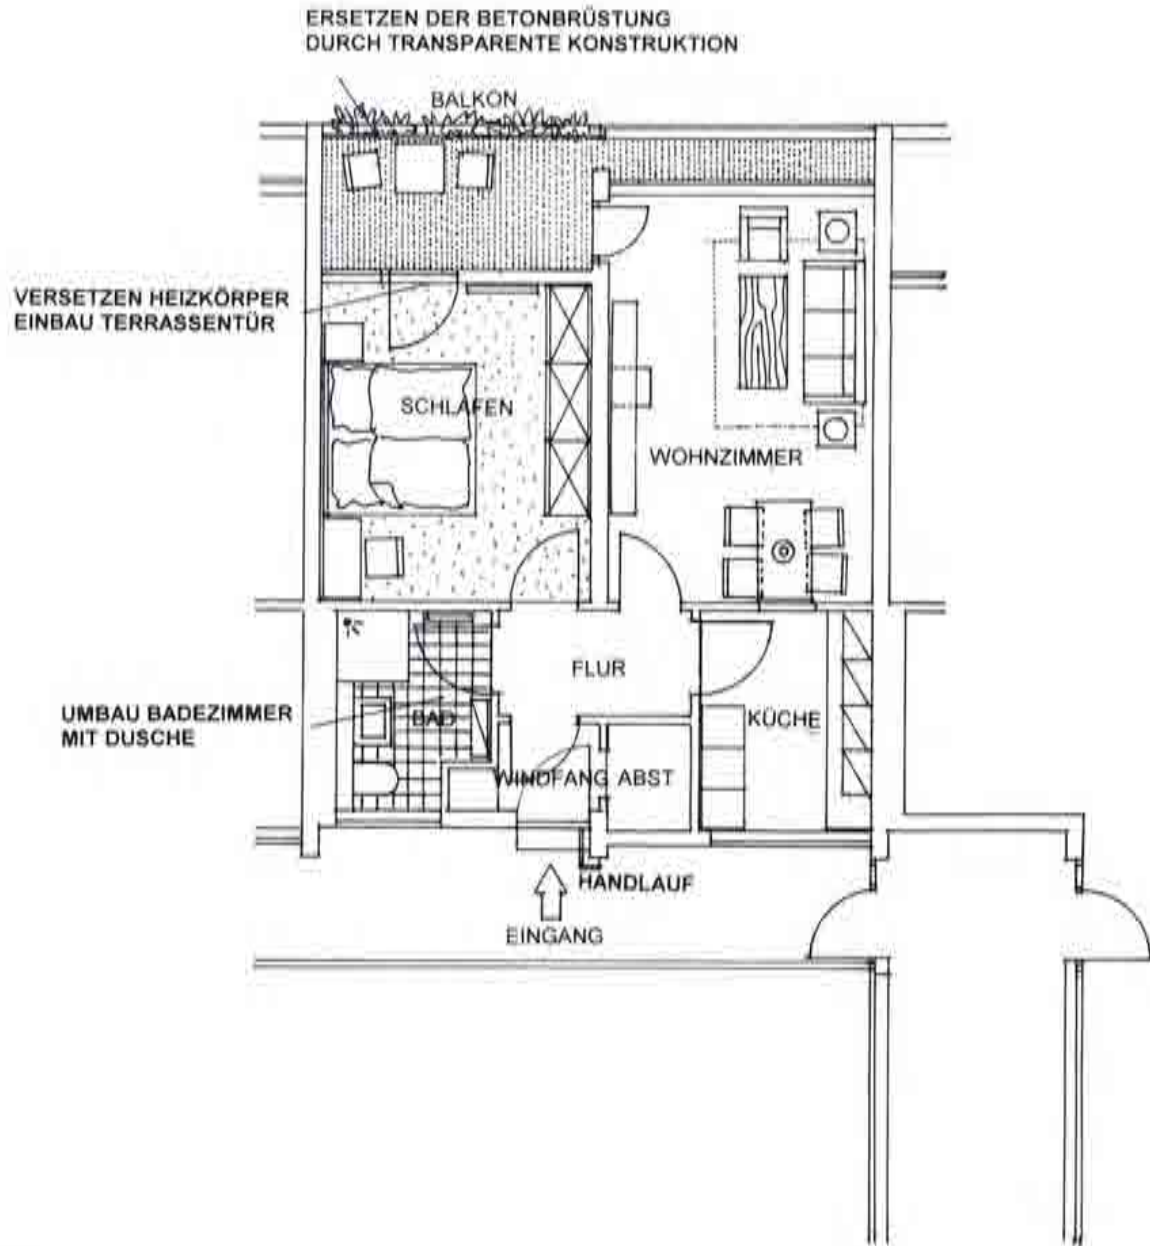 ERSETZEN DER BETONBRÜSTUNG
DURCH TRANSPARENTE KONSTRUKTION
BALKON
VERSETZEN HEIZKÖRPER
EINBAU TERRASSENTÜR
SCHLAFEN
WOHNZIMMER
FLUR
UMBAU BADEZIMMER
MIT DUSCHE
BAD
KÜCHE
WINDFANG
ABST
HANDLAUF
EINGANG